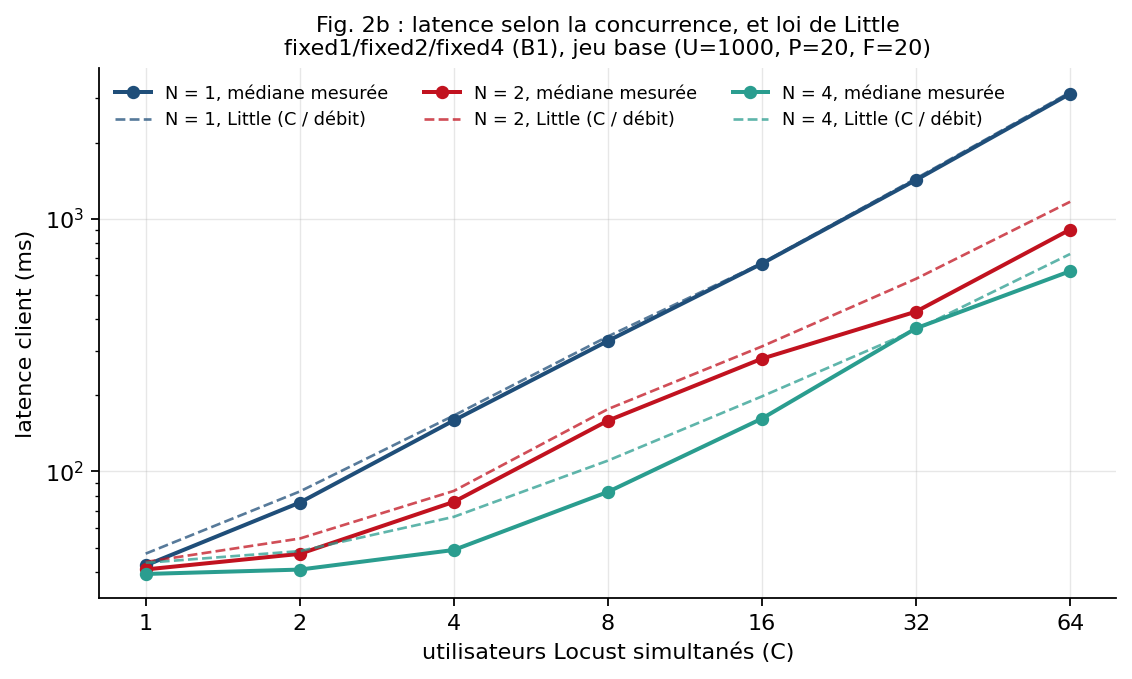 Fig. 2b : latence selon la concurrence, et loi de Little
fixed1/fixed2/fixed4 (B1), jeu base (U=1000, P=20, F=20)
N = 1, médiane mesurée
N = 2, médiane mesurée
N = 4, médiane mesurée
N = 1, Little (C / débit)
N = 2, Little (C / débit)
N = 4, Little (C / débit)
latence client (ms)
10³
10²
1
2
4
8
16
32
64
utilisateurs Locust simultanés (C)